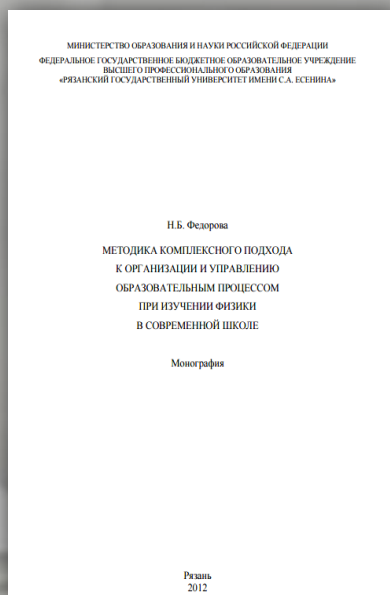 МИНИСТЕРСТВО ОБРАЗОВАНИЯ И НАУКИ РОССИЙСКОЙ ФЕДЕРАЦИИ
ФЕДЕРАЛЬНОЕ ГОСУДАРСТВЕННОЕ БЮДЖЕТНОЕ ОБРАЗОВАТЕЛЬНОЕ УЧРЕЖДЕНИЕ
ВЫСШЕГО ПРОФЕССИОНАЛЬНОГО ОБРАЗОВАНИЯ
«РЯЗАНСКИЙ ГОСУДАРСТВЕННЫЙ УНИВЕРСИТЕТ ИМЕНИ С.А. ЕСЕНИНА»
Н.Б. Федорова
МЕТОДИКА КОМПЛЕКСНОГО ПОДХОДА
К ОРГАНИЗАЦИИ И УПРАВЛЕНИЮ
ОБРАЗОВАТЕЛЬНЫМ ПРОЦЕССОМ
ПРИ ИЗУЧЕНИИ ФИЗИКИ
В СОВРЕМЕННОЙ ШКОЛЕ
Монография
Рязань
2012